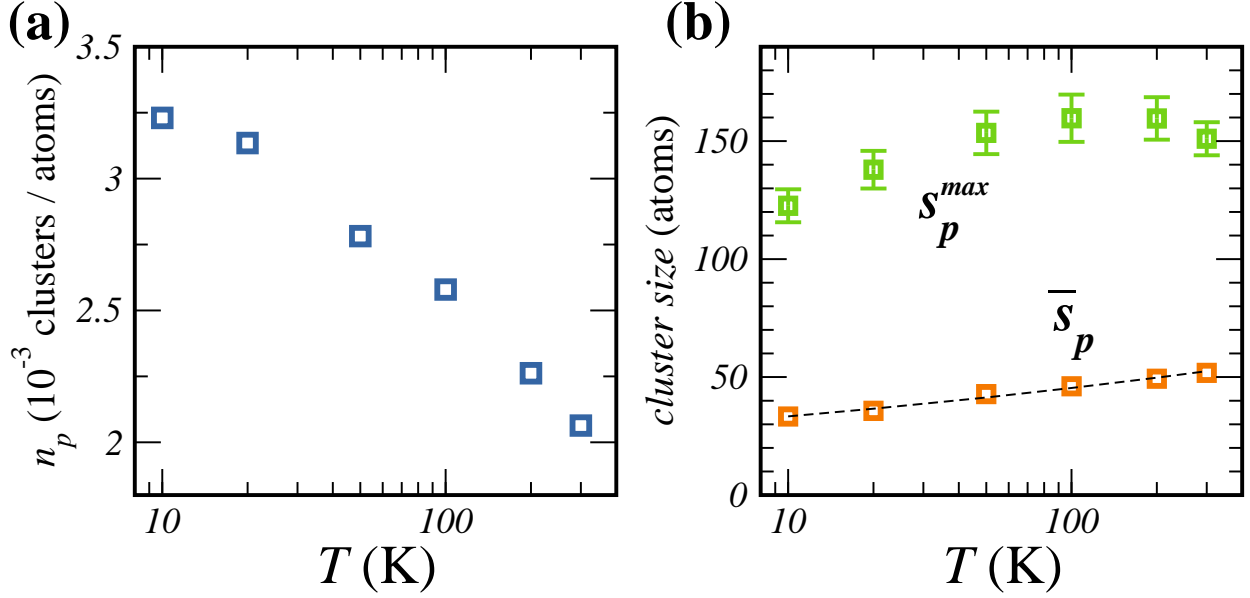 (a)
3.5
3
2.5
2
n_p (10^-3 clusters / atoms)
10
100
T (K)
(b)
150
100
50
0
cluster size (atoms)
s_p^max
s̅_p
10
100
T (K)